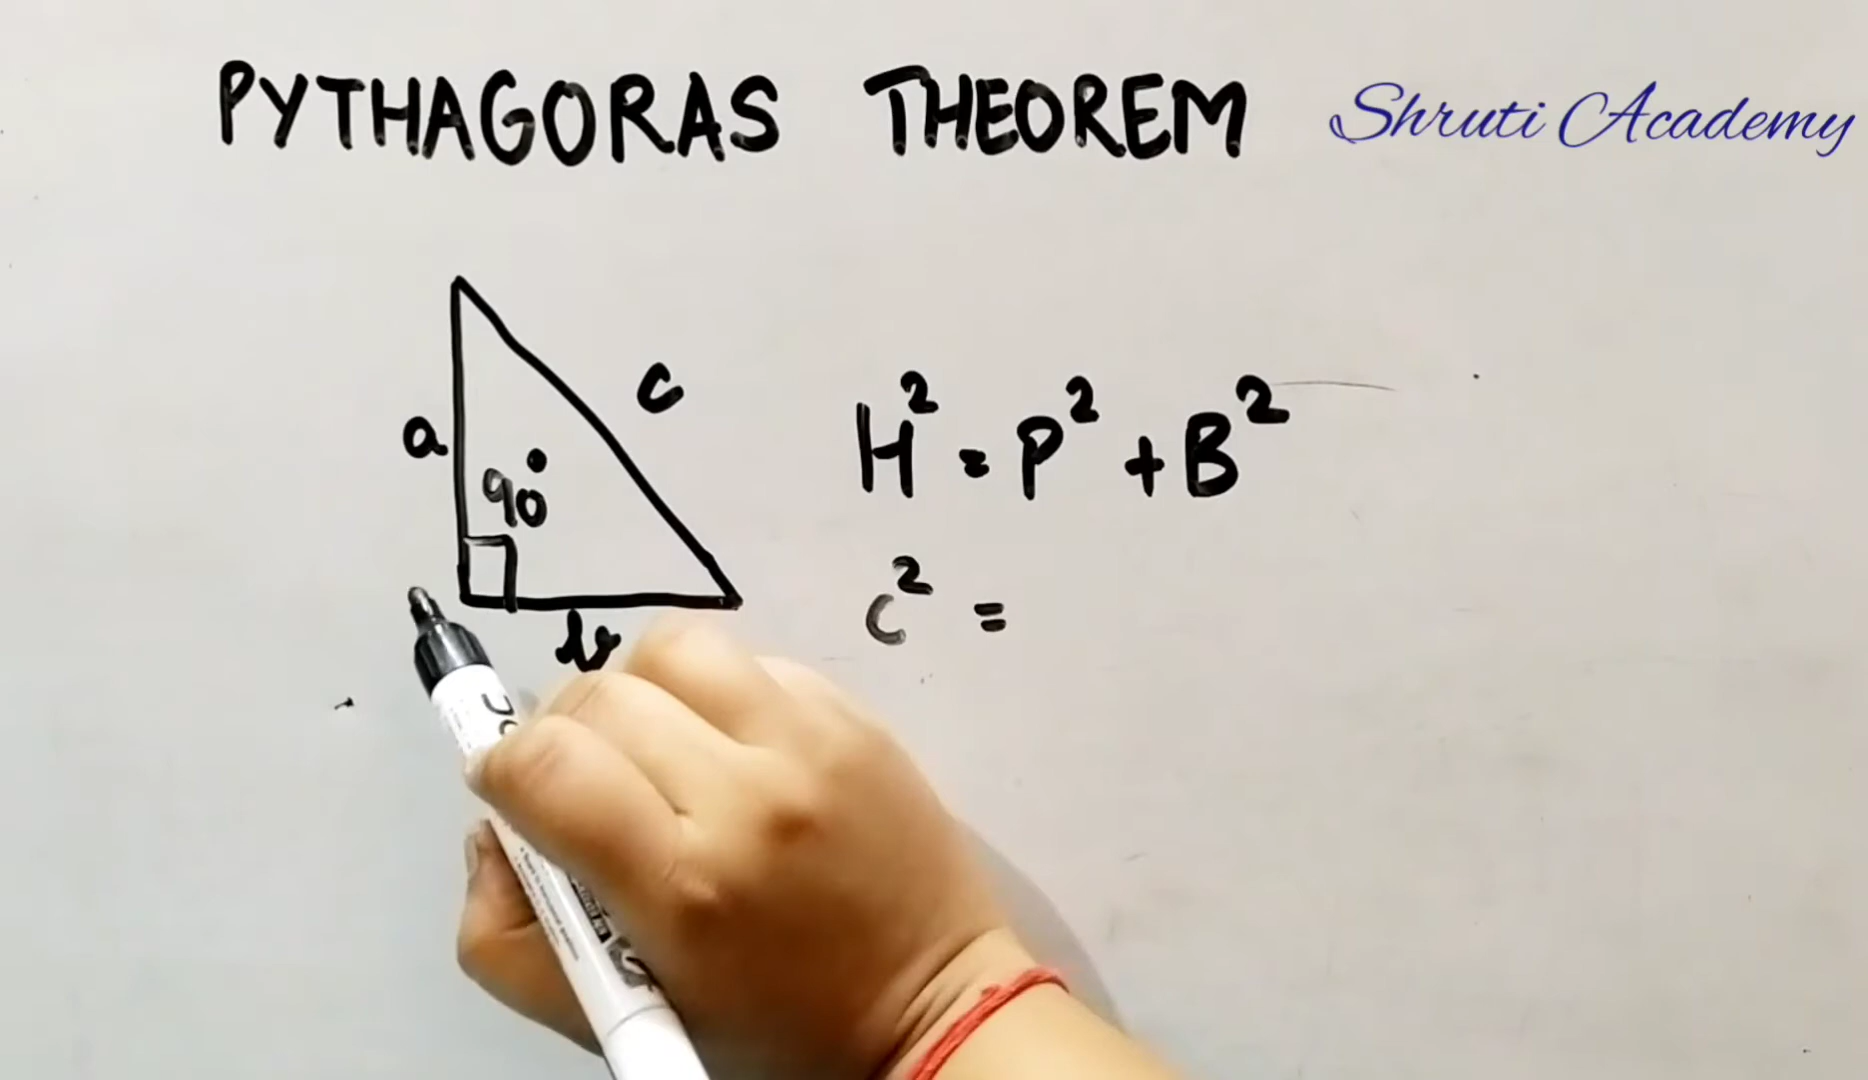 PYTHAGORAS THEOREM Shruti Academy
c
a
90°
b
H² = P² + B²
c² =